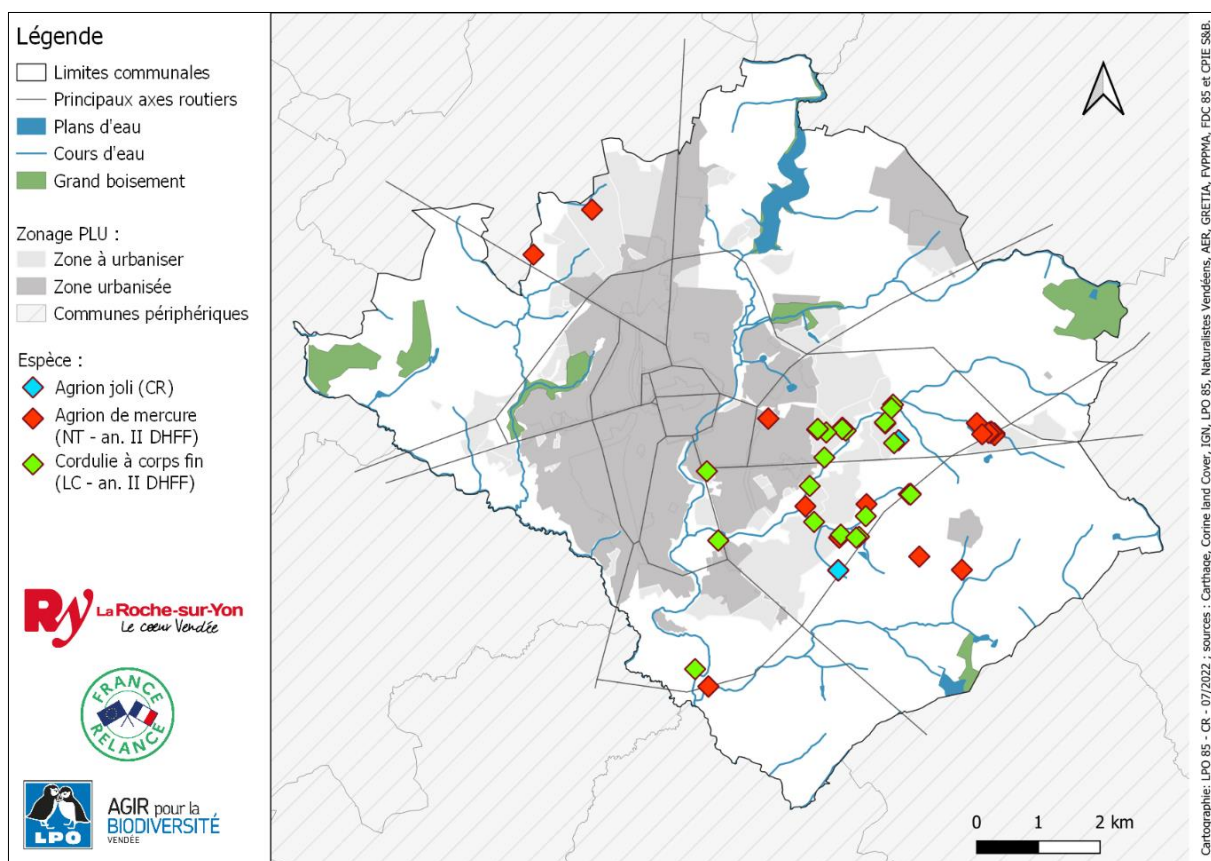 Légende
Limites communales
Principaux axes routiers
Plans d'eau
Cours d'eau
Grand boisement
Zonage PLU :
Zone à urbaniser
Zone urbanisée
Communes périphériques
Espèce :
Agrion joli (CR)
Agrion de mercure
(NT - an. II DHFF)
Cordulie à corps fin
(LC - an. II DHFF)
Ry La Roche-sur-Yon
Le cœur Vendée
FRANCE
RELANCE
LPO
AGIR pour la
BIODIVERSITÉ
VENDÉE
0 1 2 km
Cartographie: LPO 85 - CR - 07/2022 ; sources : Carthage, Corine land Cover, IGN, LPO 85, Naturalistes Vendéens, AER, GRETIA, FVPPMA, FDC 85 et CPIE S&B.